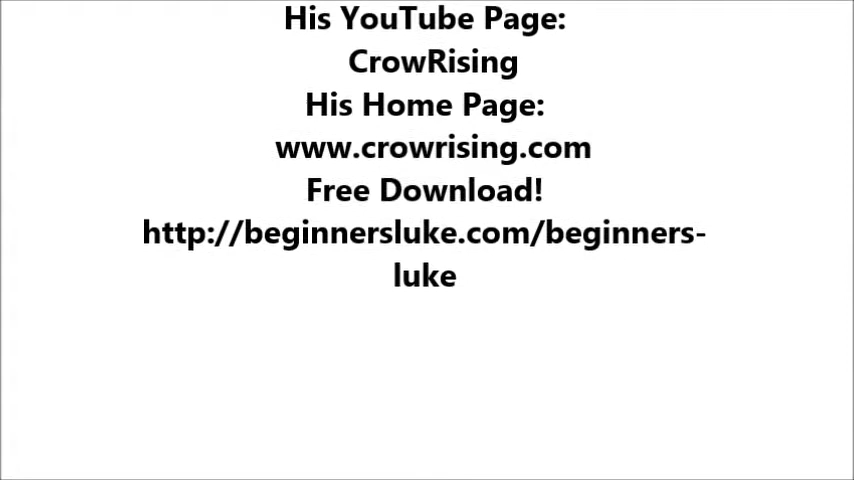 His YouTube Page:
CrowRising
His Home Page:
www.crowrising.com
Free Download!
http://beginnersluke.com/beginners-
luke